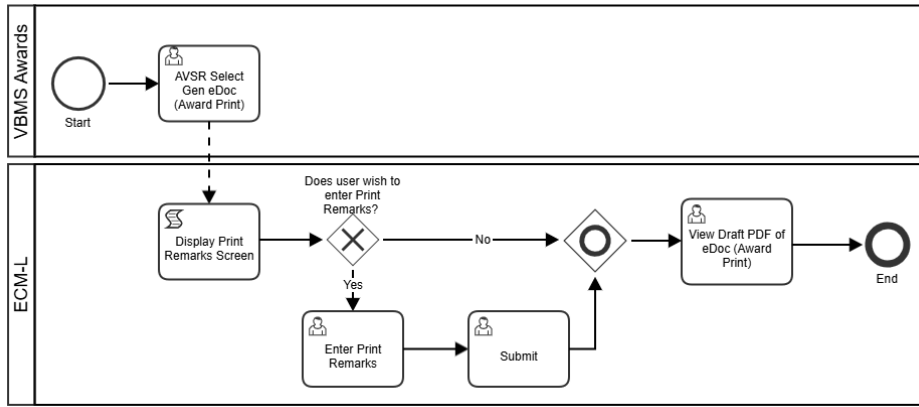 VBMS Awards
Start
AVSR Select
Gen eDoc
(Award Print)
ECM-L
Display Print
Remarks Screen
Does user wish to
enter Print
Remarks?
No
Yes
Enter Print
Remarks
Submit
View Draft PDF of
eDoc (Award
Print)
End